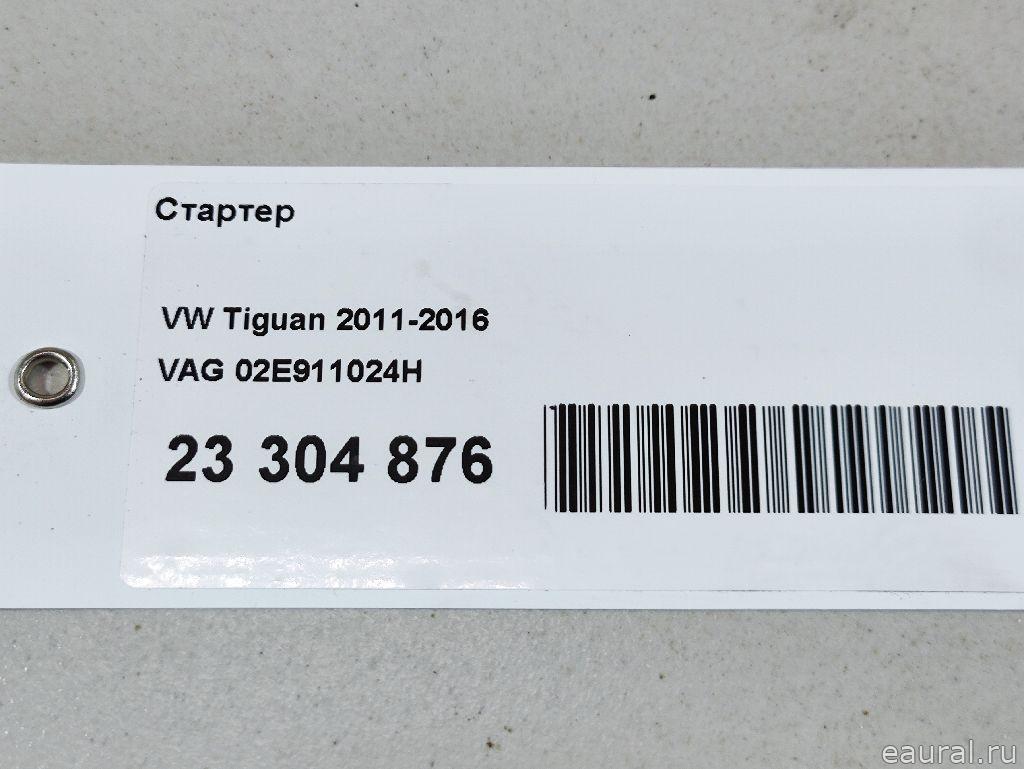 Стартер
VW Tiguan 2011-2016
VAG 02E911024H
23 304 876
eaural.ru